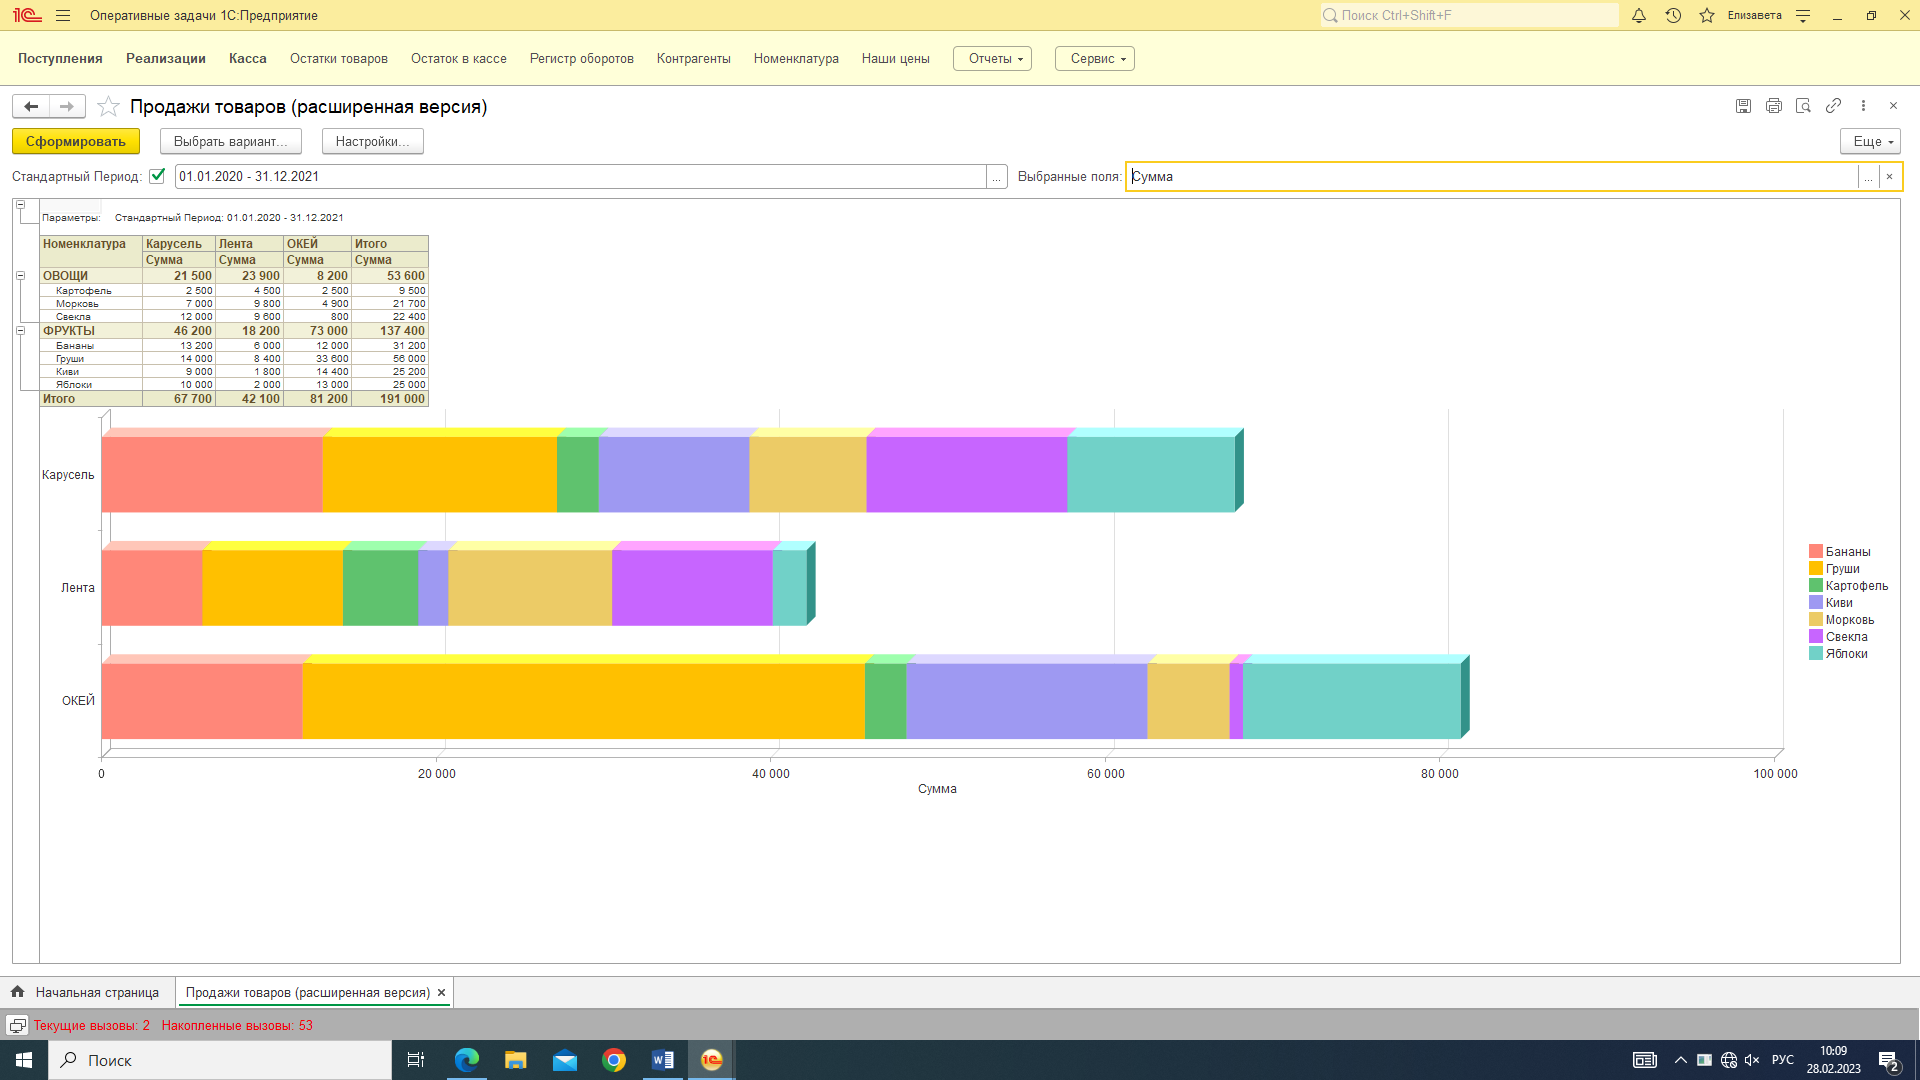 Оперативные задачи 1С:Предприятие
Поиск Ctrl+Shift+F
Елизавета
Поступления Реализации Касса Остатки товаров Остаток в кассе Регистр оборотов Контрагенты Номенклатура Наши цены Отчеты Сервис
Продажи товаров (расширенная версия)
Сформировать Выбрать вариант... Настройки... Еще
Стандартный Период: 01.01.2020 - 31.12.2021 ... Выбранные поля: Сумма ... ×
Параметры: Стандартный Период: 01.01.2020 - 31.12.2021
Номенклатура Карусель Лента ОКЕЙ Итого
Сумма Сумма Сумма Сумма
ОВОЩИ 21 500 23 900 8 200 53 600
Картофель 2 500 4 500 2 500 9 500
Морковь 7 000 9 800 4 900 21 700
Свекла 12 000 9 600 800 22 400
ФРУКТЫ 46 200 18 200 73 000 137 400
Бананы 13 200 6 000 12 000 31 200
Груши 14 000 8 400 33 600 56 000
Киви 9 000 1 800 14 400 25 200
Яблоки 10 000 2 000 13 000 25 000
Итого 67 700 42 100 81 200 191 000
Карусель
Лента
ОКЕЙ
0 20 000 40 000 60 000 80 000 100 000
Сумма
Бананы
Груши
Картофель
Киви
Морковь
Свекла
Яблоки
Начальная страница Продажи товаров (расширенная версия) ×
Текущие вызовы: 2 Накопленные вызовы: 53
Поиск
РУС
10:09
28.02.2023
2